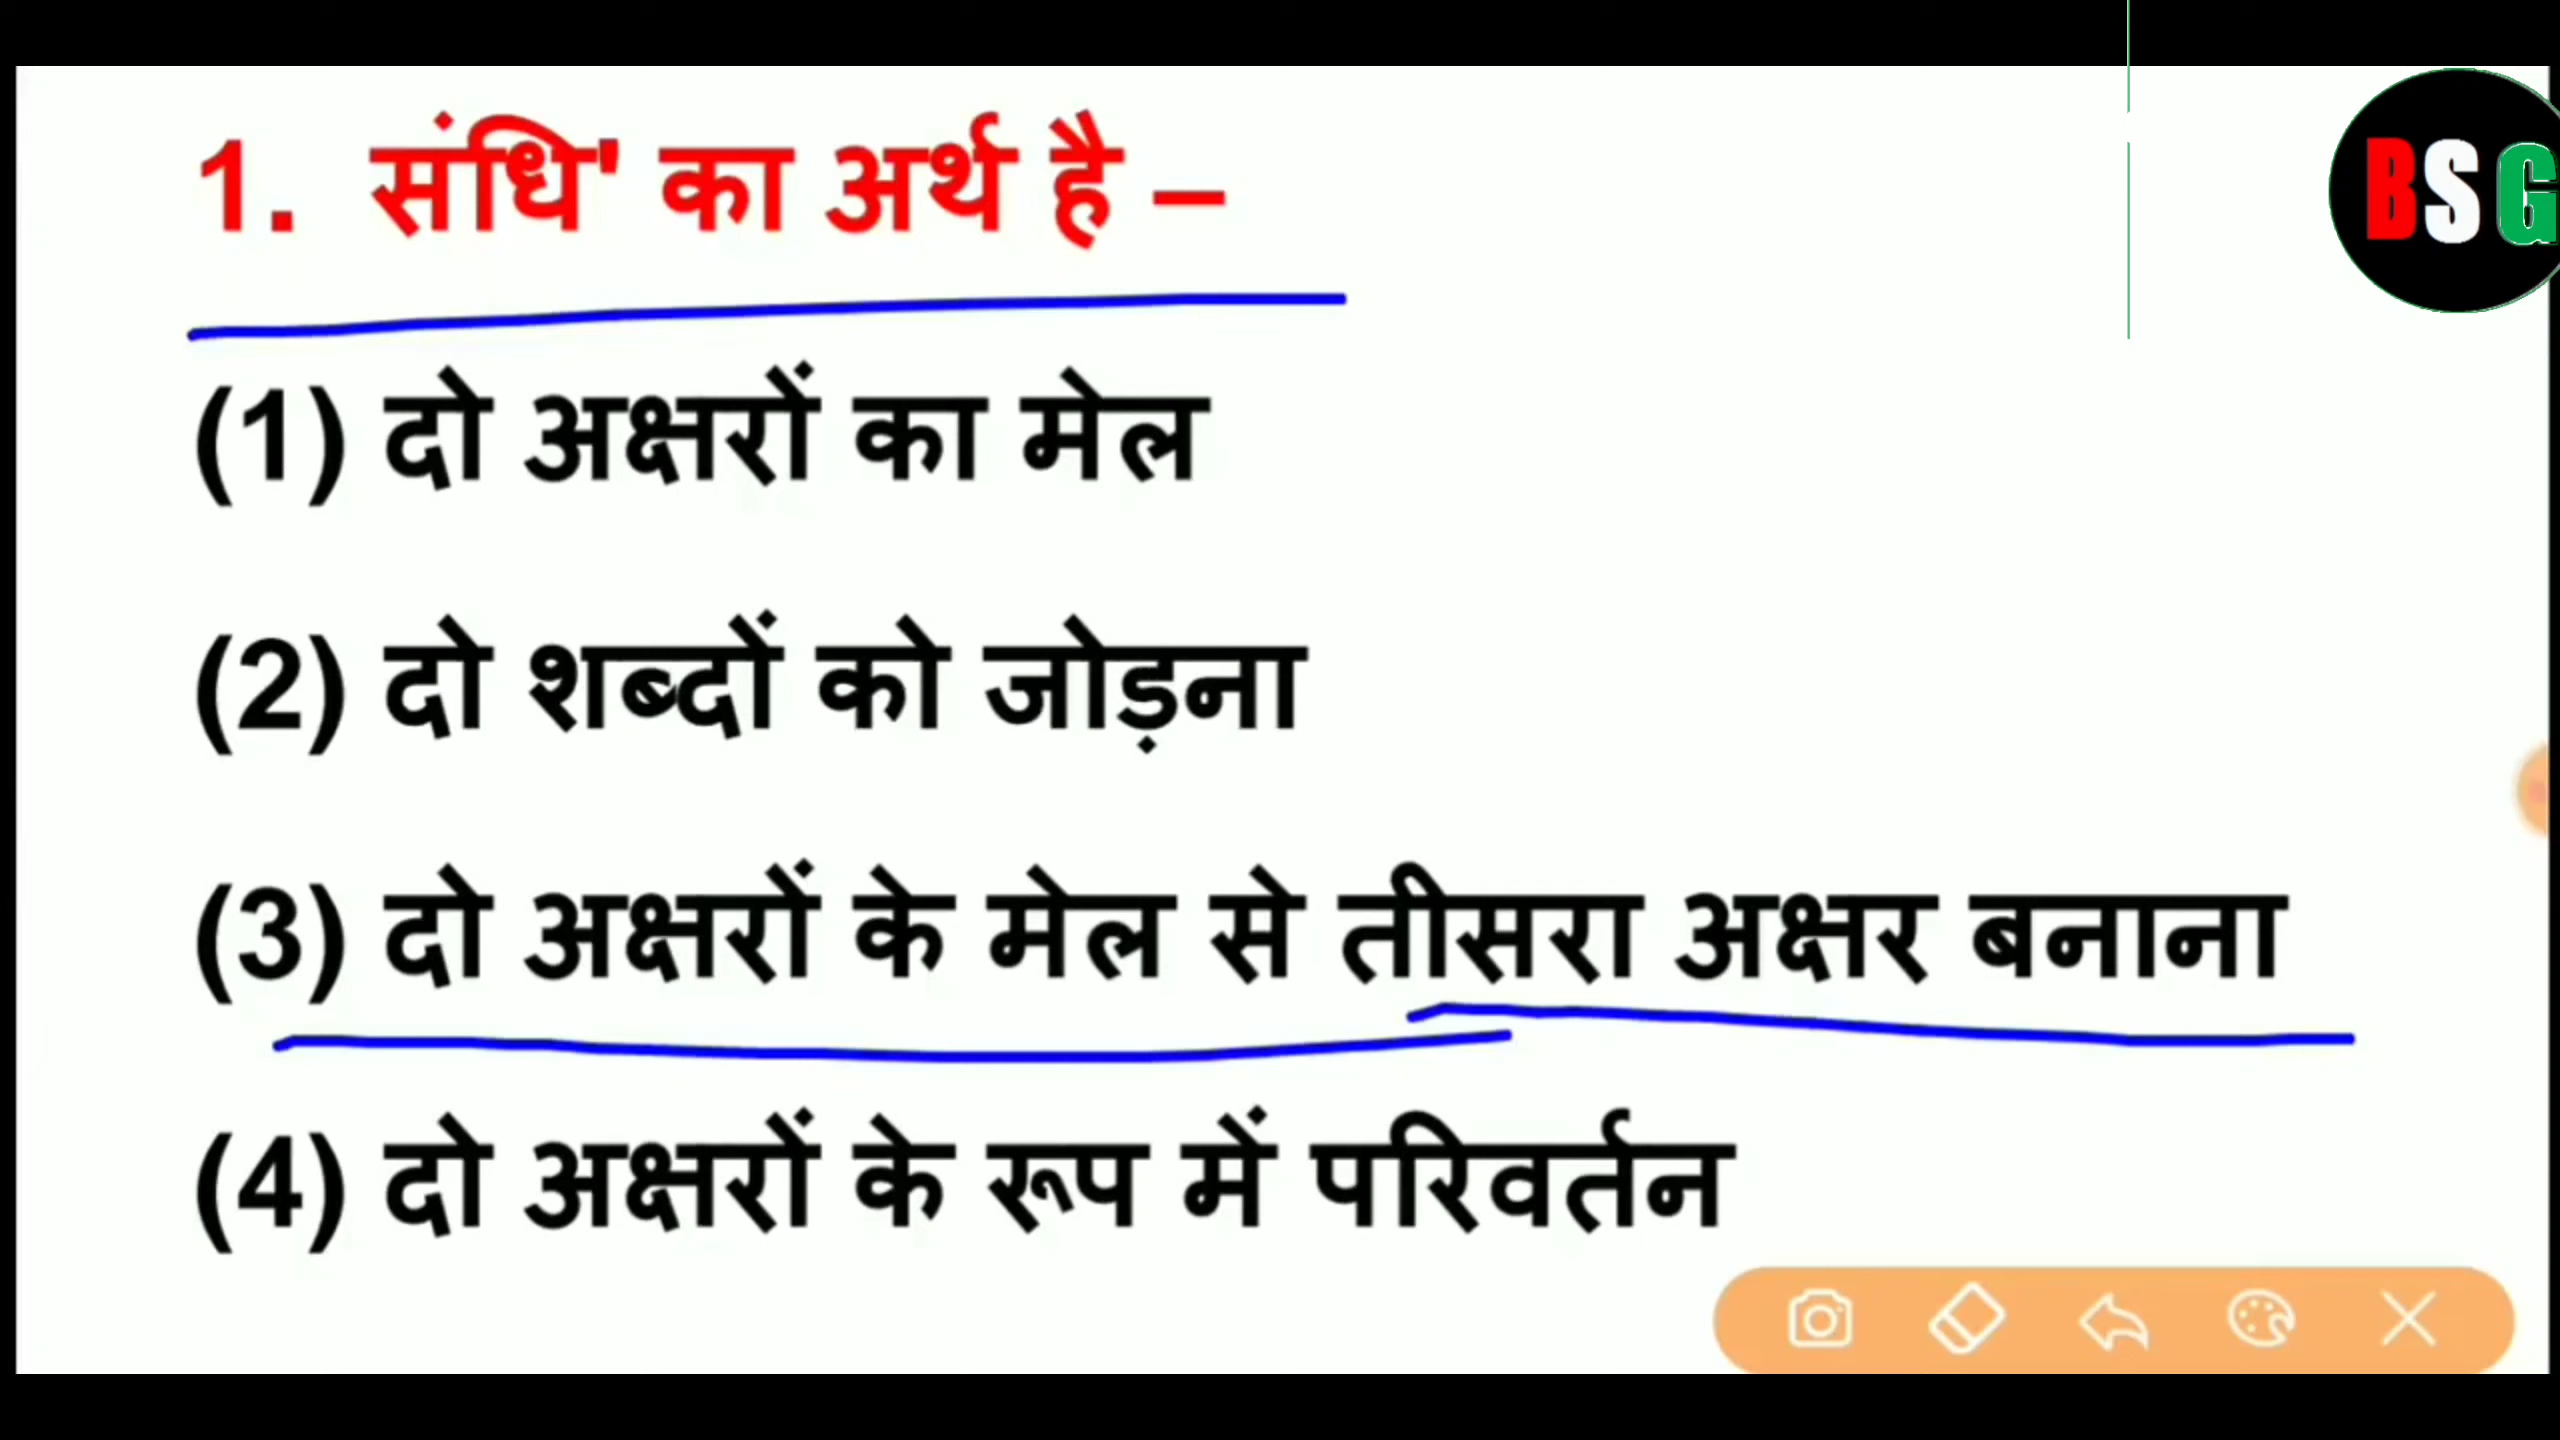 1. संधि' का अर्थ है –
BSG
(1) दो अक्षरों का मेल
(2) दो शब्दों को जोड़ना
(3) दो अक्षरों के मेल से तीसरा अक्षर बनाना
(4) दो अक्षरों के रूप में परिवर्तन